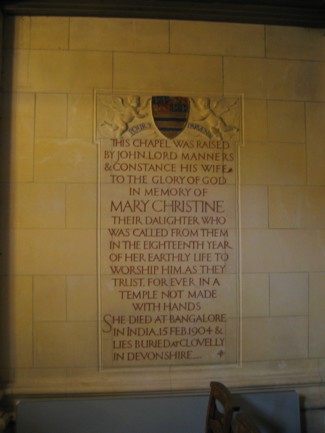 THIS CHAPEL WAS RAISED
BY JOHN, LORD MANNERS
& CONSTANCE HIS WIFE
TO THE GLORY OF GOD
IN MEMORY OF
MARY CHRISTINE
THEIR DAUGHTER WHO
WAS CALLED FROM THEM
IN THE EIGHTEENTH YEAR
OF HER EARTHLY LIFE TO
WORSHIP HIM, AS THEY
TRUST, FOR EVER IN A
TEMPLE NOT MADE
WITH HANDS
SHE DIED AT BANGALORE
IN INDIA, 15 FEB. 1904 &
LIES BURIED AT CLOVELLY
IN DEVONSHIRE